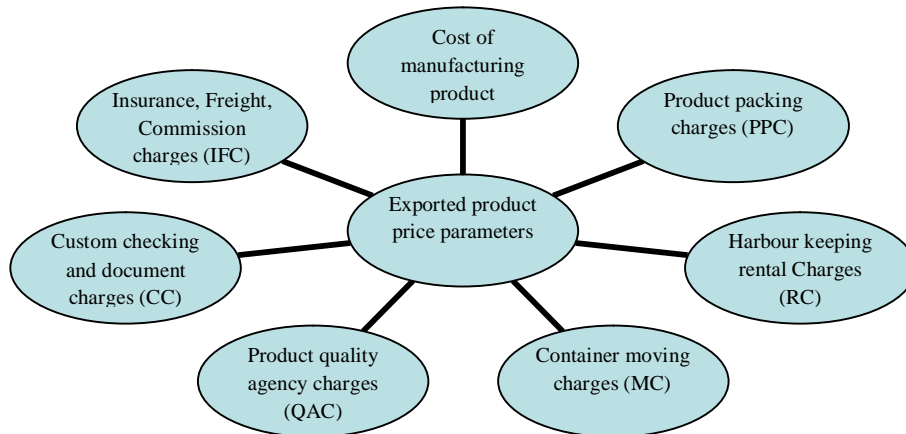 Cost of
manufacturing
product
Insurance, Freight,
Commission
charges (IFC)
Product packing
charges (PPC)
Exported product
price parameters
Custom checking
and document
charges (CC)
Harbour keeping
rental Charges
(RC)
Product quality
agency charges
(QAC)
Container moving
charges (MC)